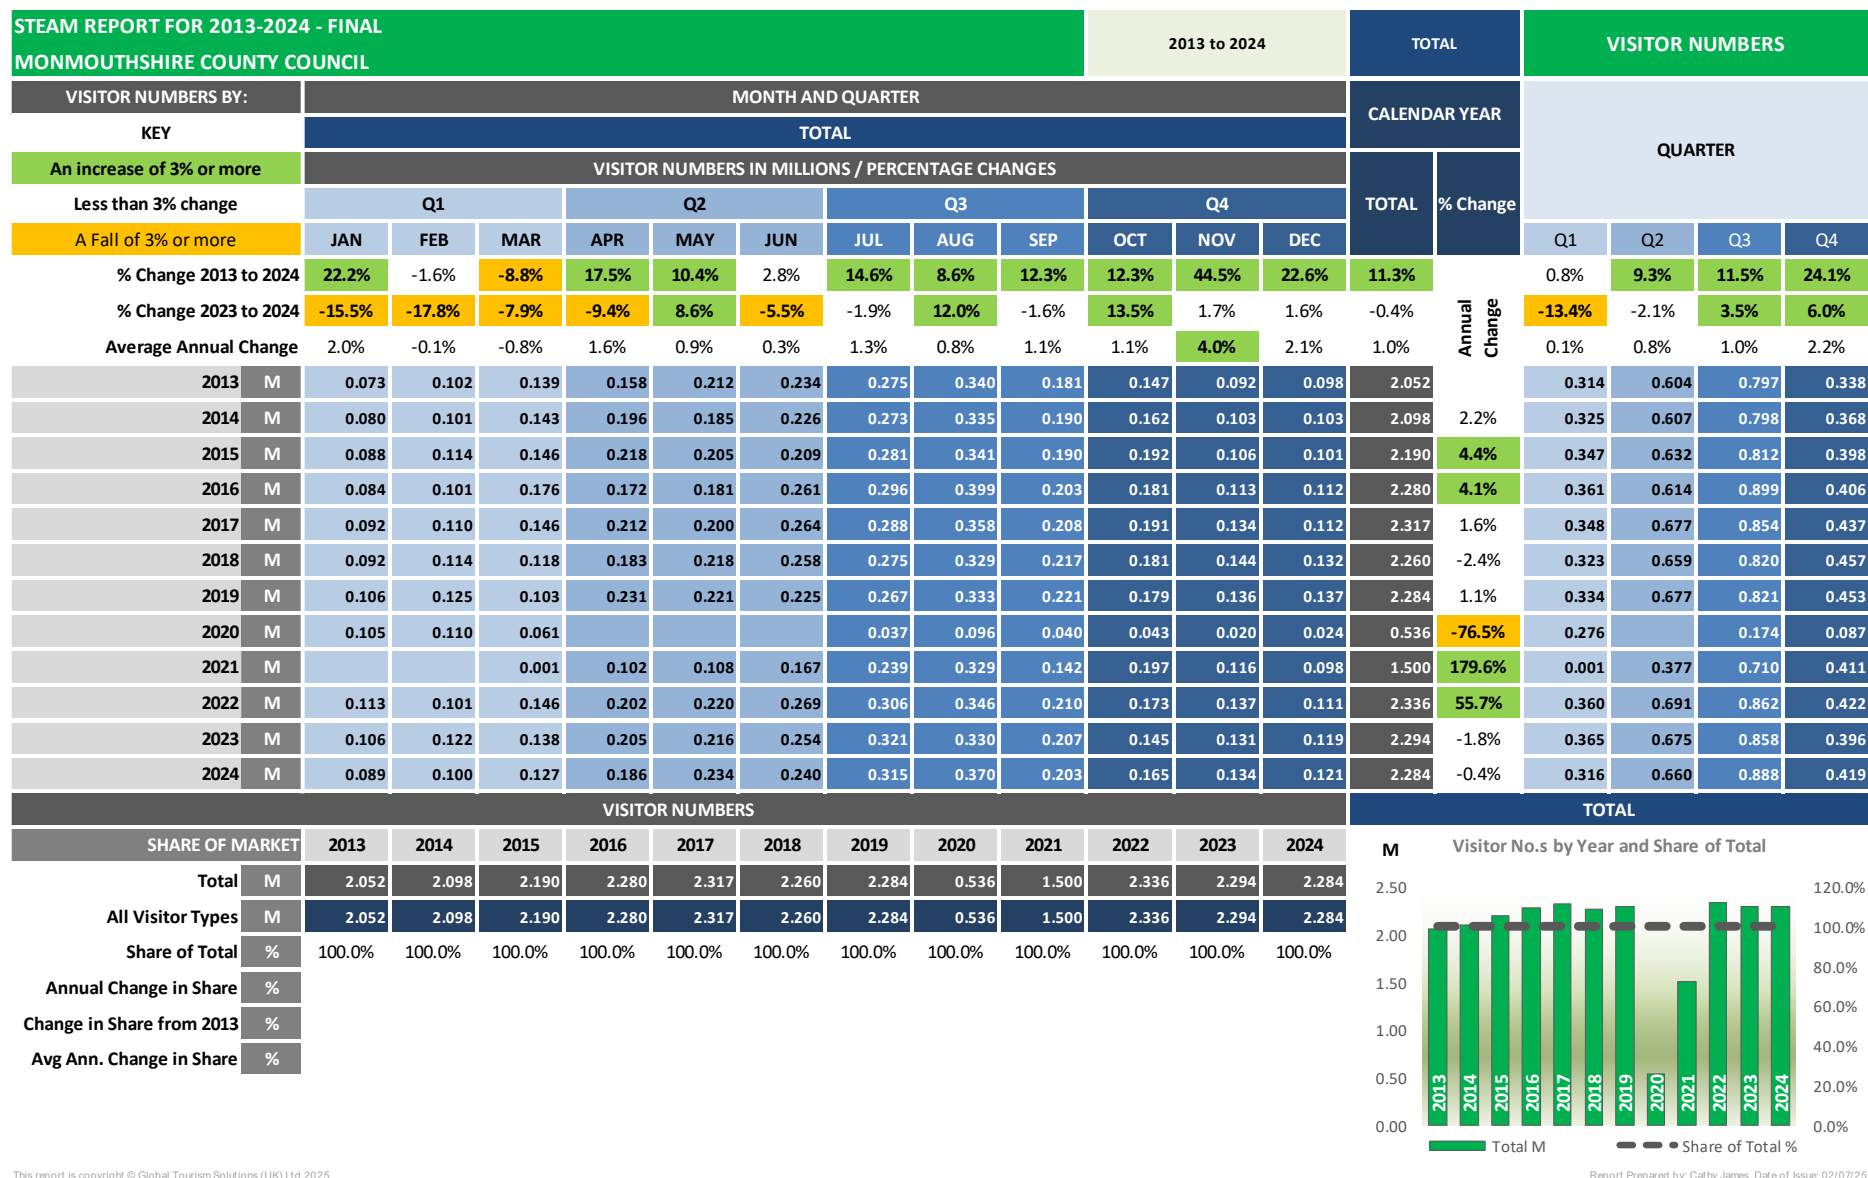 STEAM REPORT FOR 2013-2024 - FINAL
MONMOUTHSHIRE COUNTY COUNCIL
2013 to 2024
TOTAL
VISITOR NUMBERS
VISITOR NUMBERS BY:
MONTH AND QUARTER
CALENDAR YEAR
QUARTER
KEY
TOTAL
An increase of 3% or more
VISITOR NUMBERS IN MILLIONS / PERCENTAGE CHANGES
TOTAL % Change
Less than 3% change
Q1 Q2 Q3 Q4
A Fall of 3% or more
JAN FEB MAR APR MAY JUN JUL AUG SEP OCT NOV DEC Q1 Q2 Q3 Q4
% Change 2013 to 2024 22.2% -1.6% -8.8% 17.5% 10.4% 2.8% 14.6% 8.6% 12.3% 12.3% 44.5% 22.6% 11.3% 0.8% 9.3% 11.5% 24.1%
% Change 2023 to 2024 -15.5% -17.8% -7.9% -9.4% 8.6% -5.5% -1.9% 12.0% -1.6% 13.5% 1.7% 1.6% -0.4% -13.4% -2.1% 3.5% 6.0%
Average Annual Change 2.0% -0.1% -0.8% 1.6% 0.9% 0.3% 1.3% 0.8% 1.1% 1.1% 4.0% 2.1% 1.0% 0.1% 0.8% 1.0% 2.2%
Annual
Change
2013 M 0.073 0.102 0.139 0.158 0.212 0.234 0.275 0.340 0.181 0.147 0.092 0.098 2.052 0.314 0.604 0.797 0.338
2014 M 0.080 0.101 0.143 0.196 0.185 0.226 0.273 0.335 0.190 0.162 0.103 0.103 2.098 2.2% 0.325 0.607 0.798 0.368
2015 M 0.088 0.114 0.146 0.218 0.205 0.209 0.281 0.341 0.190 0.192 0.106 0.101 2.190 4.4% 0.347 0.632 0.812 0.398
2016 M 0.084 0.101 0.176 0.172 0.181 0.261 0.296 0.399 0.203 0.181 0.113 0.112 2.280 4.1% 0.361 0.614 0.899 0.406
2017 M 0.092 0.110 0.146 0.212 0.200 0.264 0.288 0.358 0.208 0.191 0.134 0.112 2.317 1.6% 0.348 0.677 0.854 0.437
2018 M 0.092 0.114 0.118 0.183 0.218 0.258 0.275 0.329 0.217 0.181 0.144 0.132 2.260 -2.4% 0.323 0.659 0.820 0.457
2019 M 0.106 0.125 0.103 0.231 0.221 0.225 0.267 0.333 0.221 0.179 0.136 0.137 2.284 1.1% 0.334 0.677 0.821 0.453
2020 M 0.105 0.110 0.061 0.037 0.096 0.040 0.043 0.020 0.024 0.536 -76.5% 0.276 0.174 0.087
2021 M 0.001 0.102 0.108 0.167 0.239 0.329 0.142 0.197 0.116 0.098 1.500 179.6% 0.001 0.377 0.710 0.411
2022 M 0.113 0.101 0.146 0.202 0.220 0.269 0.306 0.346 0.210 0.173 0.137 0.111 2.336 55.7% 0.360 0.691 0.862 0.422
2023 M 0.106 0.122 0.138 0.205 0.216 0.254 0.321 0.330 0.207 0.145 0.131 0.119 2.294 -1.8% 0.365 0.675 0.858 0.396
2024 M 0.089 0.100 0.127 0.186 0.234 0.240 0.315 0.370 0.203 0.165 0.134 0.121 2.284 -0.4% 0.316 0.660 0.888 0.419
VISITOR NUMBERS
TOTAL
SHARE OF MARKET 2013 2014 2015 2016 2017 2018 2019 2020 2021 2022 2023 2024
Total M 2.052 2.098 2.190 2.280 2.317 2.260 2.284 0.536 1.500 2.336 2.294 2.284
All Visitor Types M 2.052 2.098 2.190 2.280 2.317 2.260 2.284 0.536 1.500 2.336 2.294 2.284
Share of Total % 100.0% 100.0% 100.0% 100.0% 100.0% 100.0% 100.0% 100.0% 100.0% 100.0% 100.0% 100.0%
Annual Change in Share %
Change in Share from 2013 %
Avg Ann. Change in Share %
M Visitor No.s by Year and Share of Total
2.50 120.0%
2.00 100.0%
80.0%
1.50
60.0%
1.00
40.0%
0.50
20.0%
0.00 0.0%
2013 2014 2015 2016 2017 2018 2019 2020 2021 2022 2023 2024
Total M Share of Total %
This report is copyright © Global Tourism Solutions (UK) Ltd 2025
Report Prepared by: Cathy James. Date of Issue: 02/07/25